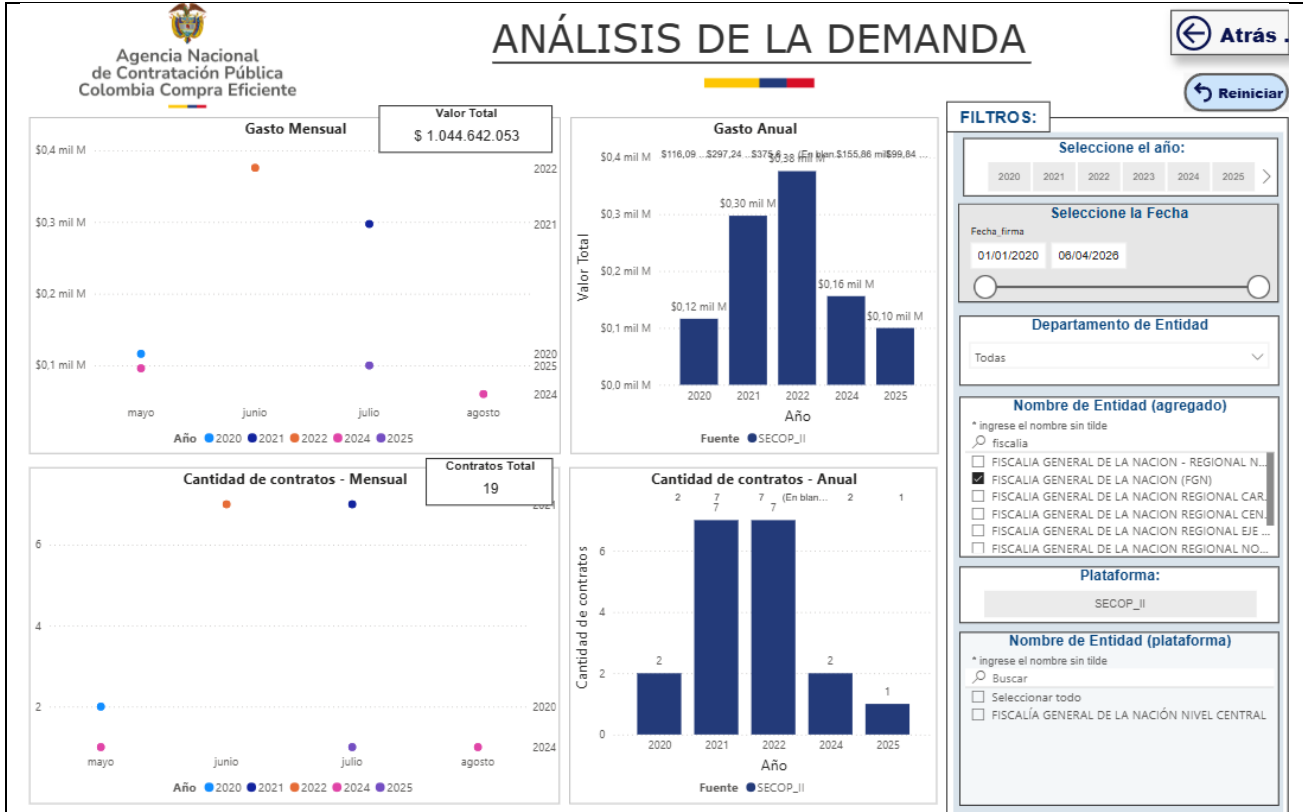 Agencia Nacional
de Contratación Pública
Colombia Compra Eficiente
ANÁLISIS DE LA DEMANDA
Atrás .
Reiniciar
Gasto Mensual
Valor Total
$ 1.044.642.053
$0,4 mil M
$0,3 mil M
$0,2 mil M
$0,1 mil M
2022
2021
2020
2025
2024
mayo junio julio agosto
Año 2020 2021 2022 2024 2025
Gasto Anual
$116,09 ... $297,24 ... $375,6... (En blan... $155,86 mil... $99,84 ...
$0,4 mil M
$0,3 mil M
$0,2 mil M
$0,1 mil M
$0,0 mil M
Valor Total
$0,12 mil M
$0,30 mil M
$0,38 mil M
$0,16 mil M
$0,10 mil M
2020 2021 2022 2024 2025
Año
Fuente SECOP_II
Cantidad de contratos - Mensual
Contratos Total
19
6
4
2
2021
2020
2024
mayo junio julio agosto
Año 2020 2021 2022 2024 2025
Cantidad de contratos - Anual
2 7 7 (En blan... 2 1
6
4
2
0
Cantidad de contratos
2
7
7
2
1
2020 2021 2022 2024 2025
Año
Fuente SECOP_II
FILTROS:
Seleccione el año:
2020 2021 2022 2023 2024 2025
Seleccione la Fecha
Fecha_firma
01/01/2020 06/04/2026
Departamento de Entidad
Todas
Nombre de Entidad (agregado)
* ingrese el nombre sin tilde
fiscalia
FISCALIA GENERAL DE LA NACION - REGIONAL N...
FISCALIA GENERAL DE LA NACION (FGN)
FISCALIA GENERAL DE LA NACION REGIONAL CAR...
FISCALIA GENERAL DE LA NACION REGIONAL CEN...
FISCALIA GENERAL DE LA NACION REGIONAL EJE ...
FISCALIA GENERAL DE LA NACION REGIONAL NO...
Plataforma:
SECOP_II
Nombre de Entidad (plataforma)
* ingrese el nombre sin tilde
Buscar
Seleccionar todo
FISCALÍA GENERAL DE LA NACIÓN NIVEL CENTRAL